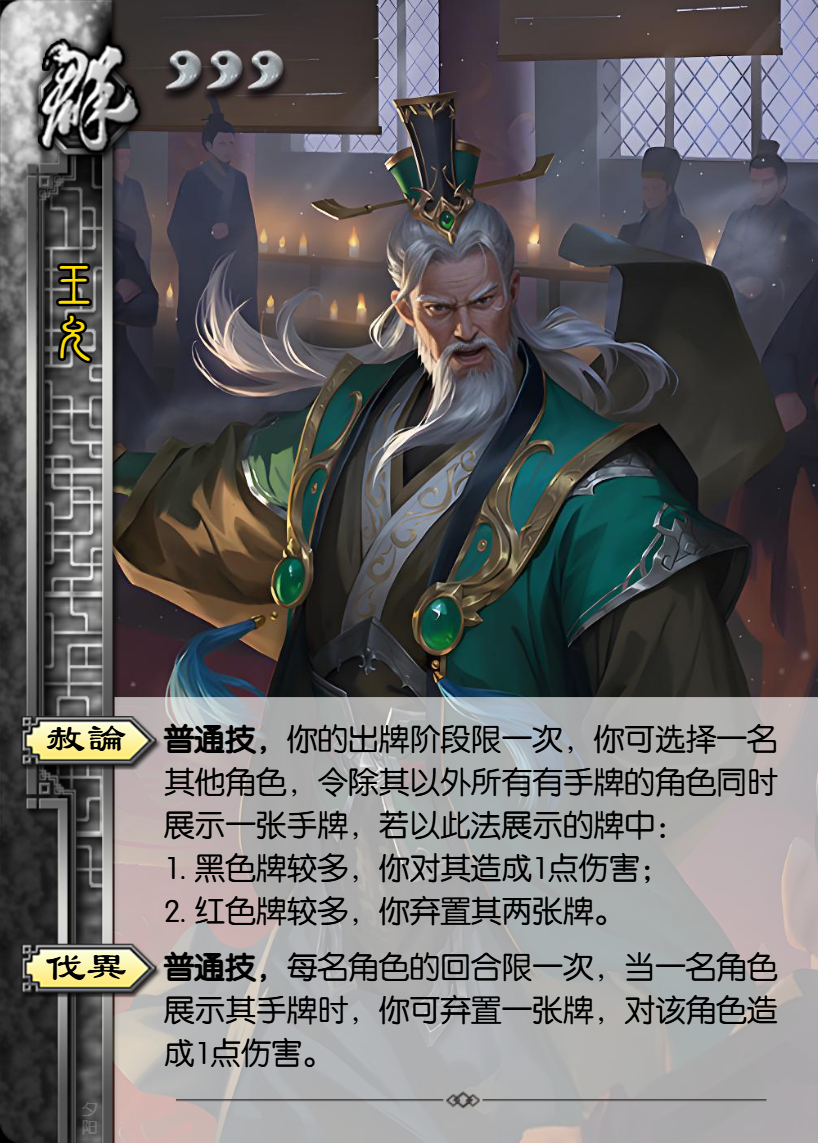 群
王允
赦論
普通技，你的出牌阶段限一次，你可选择一名
其他角色，令除其以外所有有手牌的角色同时
展示一张手牌，若以此法展示的牌中：
1. 黑色牌较多，你对其造成1点伤害；
2. 红色牌较多，你弃置其两张牌。
伐異
普通技，每名角色的回合限一次，当一名角色
展示其手牌时，你可弃置一张牌，对该角色造
成1点伤害。
夕阳